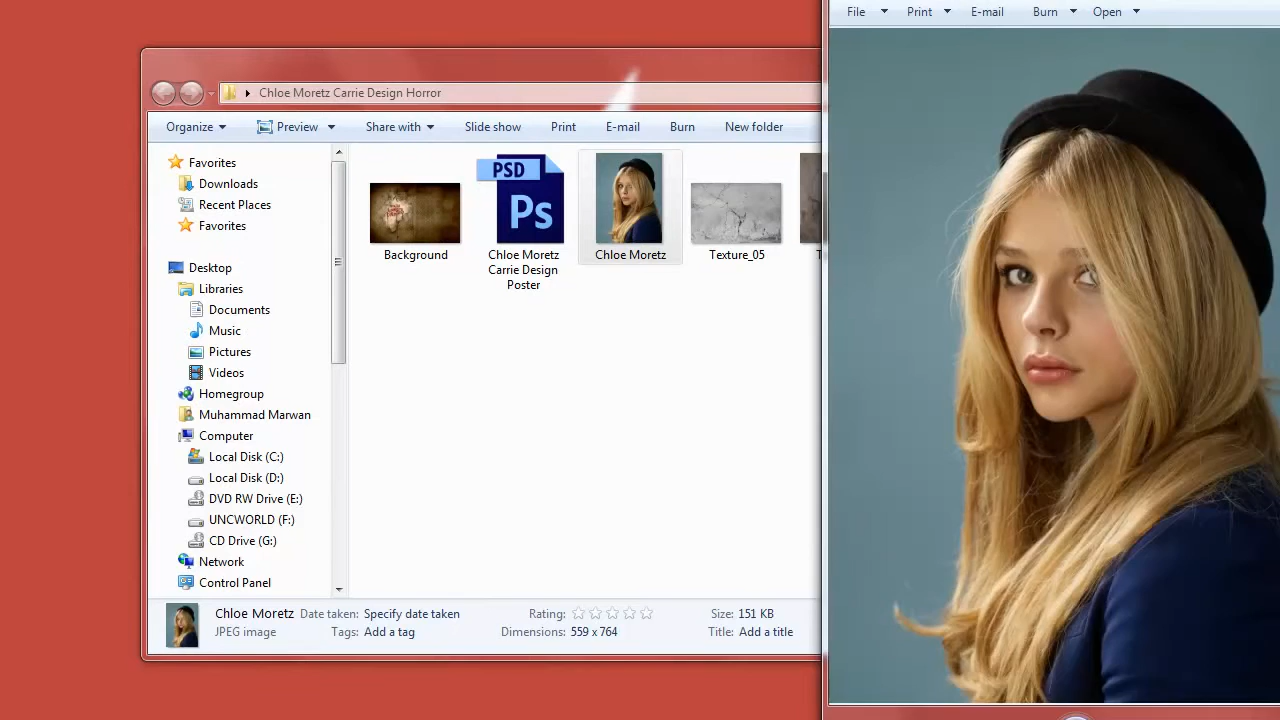 File Print E-mail Burn Open
Chloe Moretz Carrie Design Horror
Organize Preview Share with Slide show Print E-mail Burn New folder
Favorites
Downloads
Recent Places
Favorites
Desktop
Libraries
Documents
Music
Pictures
Videos
Homegroup
Muhammad Marwan
Computer
Local Disk (C:)
Local Disk (D:)
DVD RW Drive (E:)
UNCWORLD (F:)
CD Drive (G:)
Network
Control Panel
PSD
Ps
Background
Chloe Moretz
Carrie Design
Poster
Chloe Moretz
Texture_05
Chloe Moretz Date taken: Specify date taken Rating: Size: 151 KB
JPEG image Tags: Add a tag Dimensions: 559 x 764 Title: Add a title